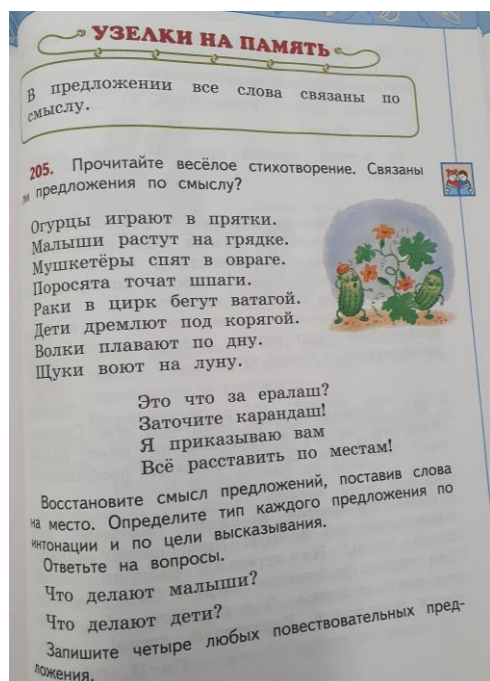 УЗЕЛКИ НА ПАМЯТЬ
В предложении все слова связаны по
смыслу.
205. Прочитайте весёлое стихотворение. Связаны
ли предложения по смыслу?
Огурцы играют в прятки.
Малыши растут на грядке.
Мушкетёры спят в овраге.
Поросята точат шпаги.
Раки в цирк бегут ватагой.
Дети дремлют под корягой.
Волки плавают по дну.
Щуки воют на луну.
Это что за ералаш?
Заточите карандаш!
Я приказываю вам
Всё расставить по местам!
Восстановите смысл предложений, поставив слова
на место. Определите тип каждого предложения по
интонации и по цели высказывания.
Ответьте на вопросы.
Что делают малыши?
Что делают дети?
Запишите четыре любых повествовательных пред-
ложения.